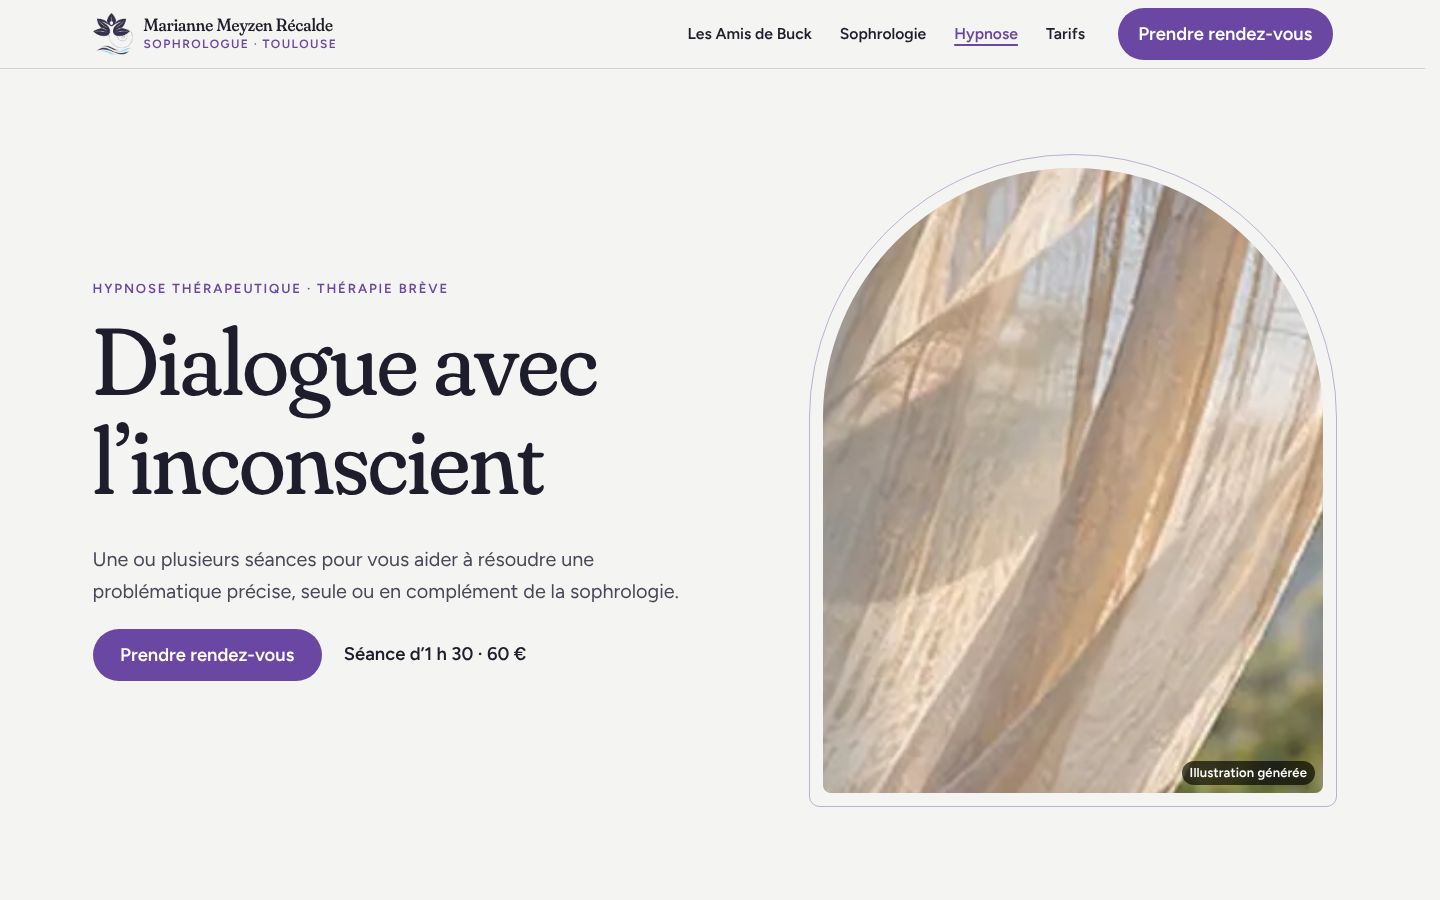 Marianne Meyzen Récalde
SOPHROLOGUE · TOULOUSE
Les Amis de Buck
Sophrologie
Hypnose
Tarifs
Prendre rendez-vous
HYPNOSE THÉRAPEUTIQUE · THÉRAPIE BRÈVE
Dialogue avec
l’inconscient
Une ou plusieurs séances pour vous aider à résoudre une
problématique précise, seule ou en complément de la sophrologie.
Prendre rendez-vous
Séance d’1 h 30 · 60 €
Illustration générée